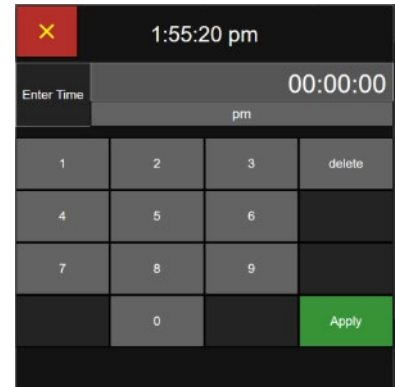 × 1:55:20 pm
Enter Time 00:00:00
pm
1 2 3 delete
4 5 6
7 8 9
0 Apply